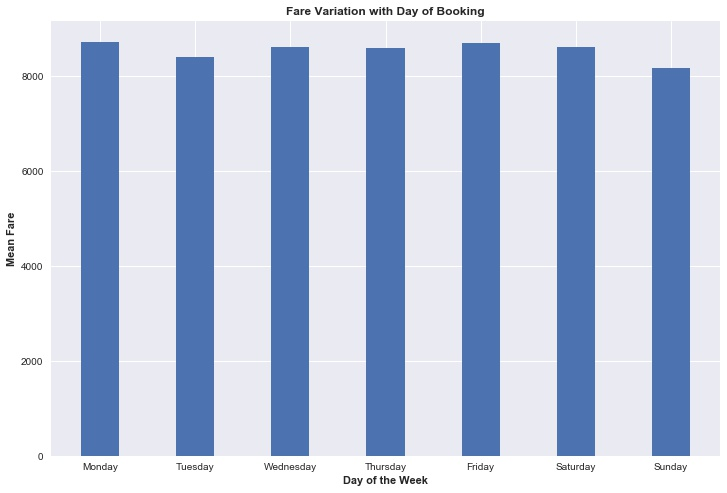 Fare Variation with Day of Booking
Mean Fare
8000
6000
4000
2000
0
Monday Tuesday Wednesday Thursday Friday Saturday Sunday
Day of the Week